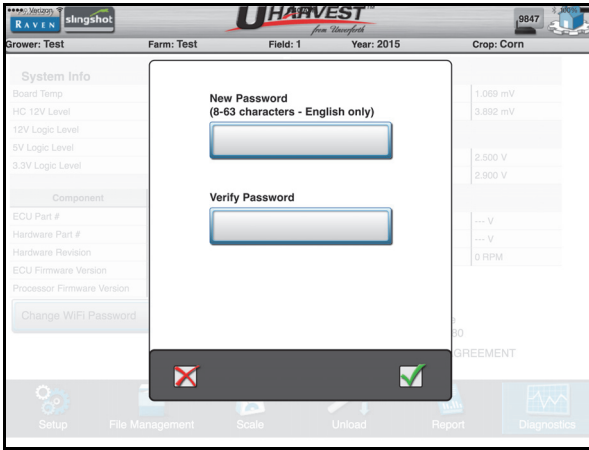 Verizon
RAVEN slingshot
UHARVEST™
from Unverferth
9847
100%
Grower: Test Farm: Test Field: 1 Year: 2015 Crop: Corn
System Info
Board Temp
HC 12V Level
12V Logic Level
5V Logic Level
3.3V Logic Level
Component
ECU Part #
Hardware Part #
Hardware Revision
ECU Firmware Version
Processor Firmware Version
Change WiFi Password
New Password
(8-63 characters - English only)
Verify Password
1.069 mV
3.892 mV
2.500 V
2.900 V
--- V
--- V
0 RPM
Setup File Management Scale Unload Report Diagnostics